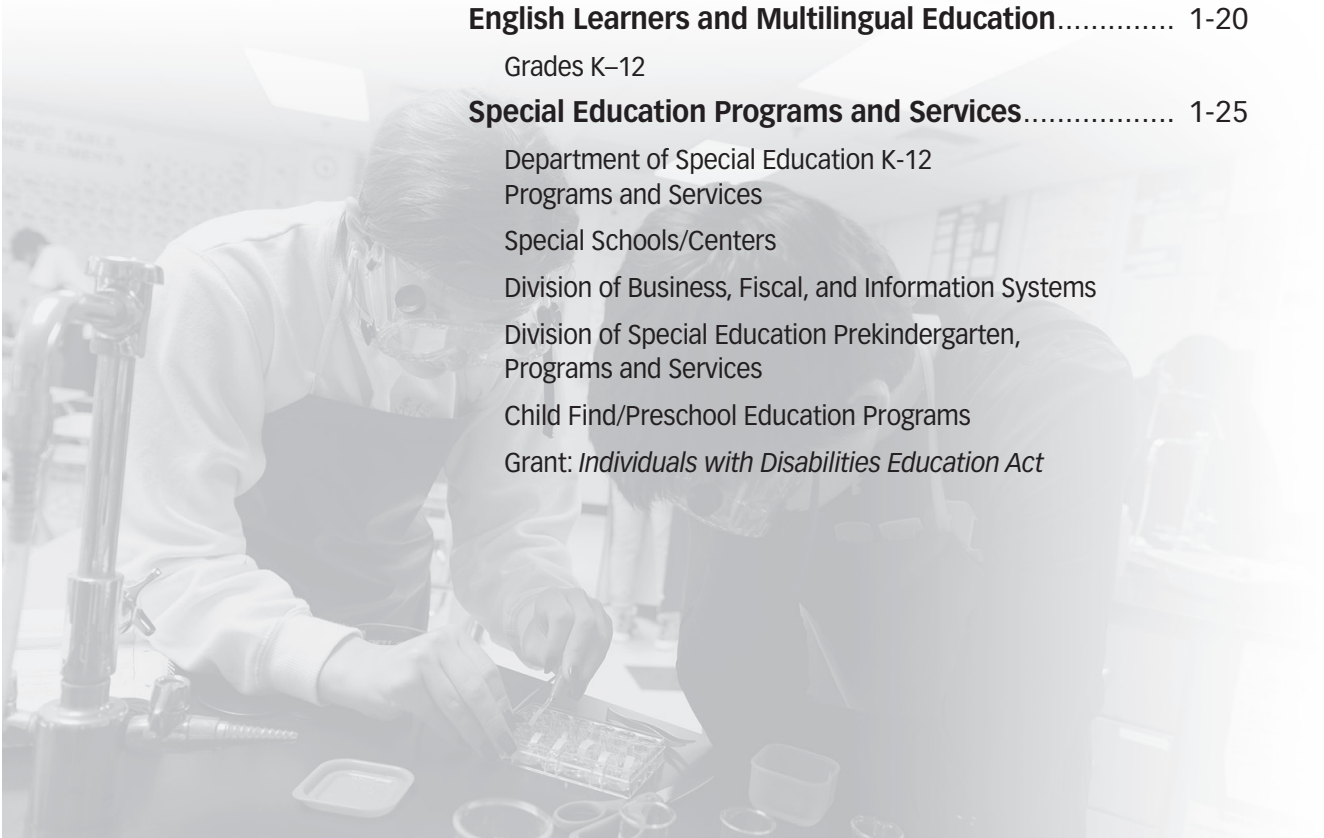 English Learners and Multilingual Education.............. 1-20
Grades K–12
Special Education Programs and Services.................. 1-25
Department of Special Education K-12
Programs and Services
Special Schools/Centers
Division of Business, Fiscal, and Information Systems
Division of Special Education Prekindergarten,
Programs and Services
Child Find/Preschool Education Programs
Grant: Individuals with Disabilities Education Act